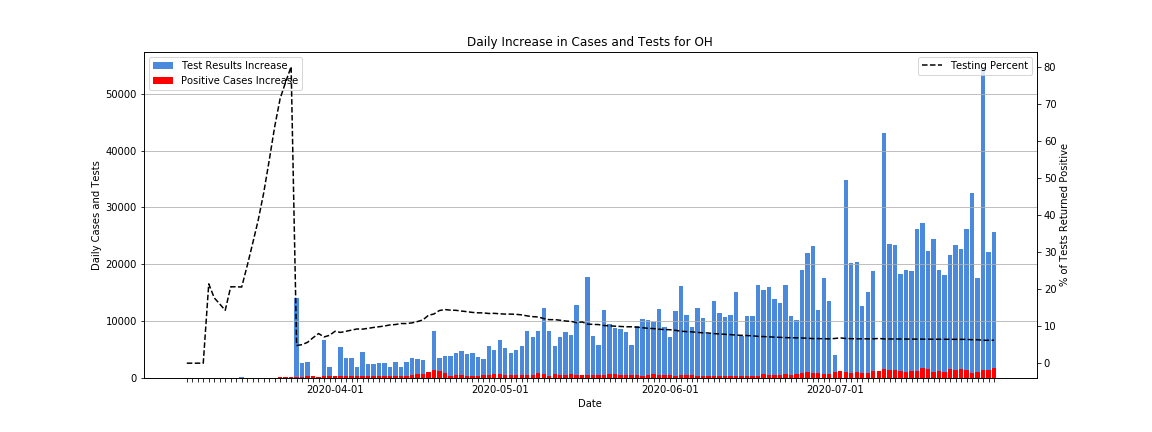 Daily Increase in Cases and Tests for OH
Test Results Increase
Positive Cases Increase
Testing Percent
50000
40000
30000
20000
10000
0
Daily Cases and Tests
80
70
60
50
40
30
20
10
0
% of Tests Returned Positive
2020-04-01
2020-05-01
2020-06-01
2020-07-01
Date